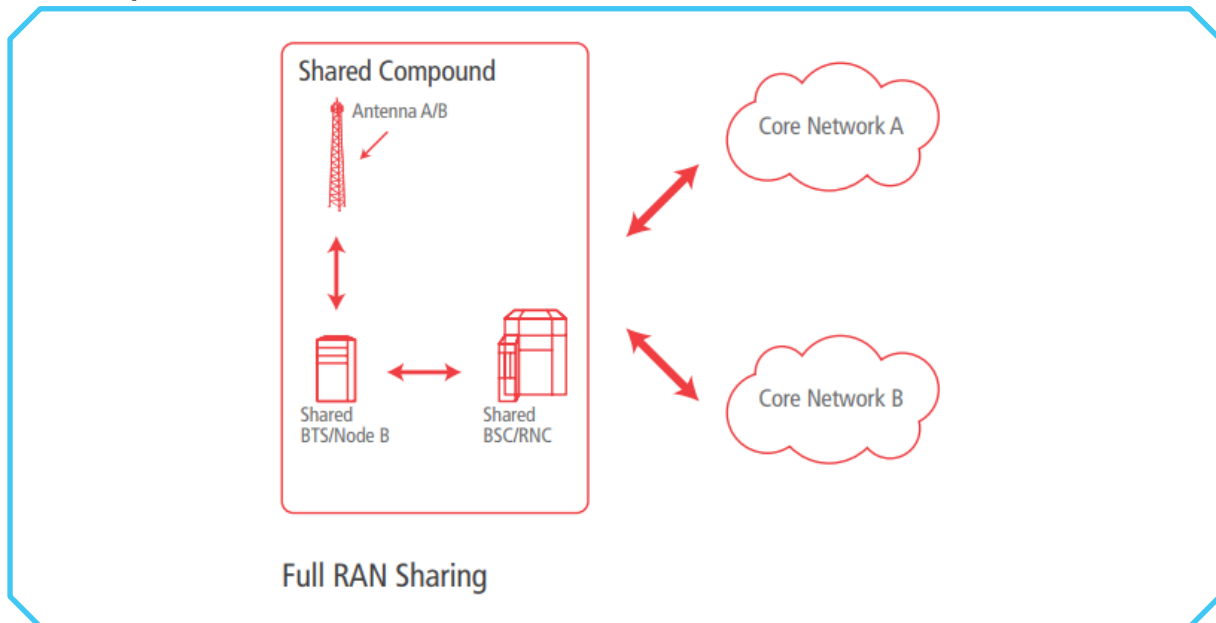 Shared Compound
Antenna A/B
Shared
BTS/Node B
Shared
BSC/RNC
Core Network A
Core Network B
Full RAN Sharing